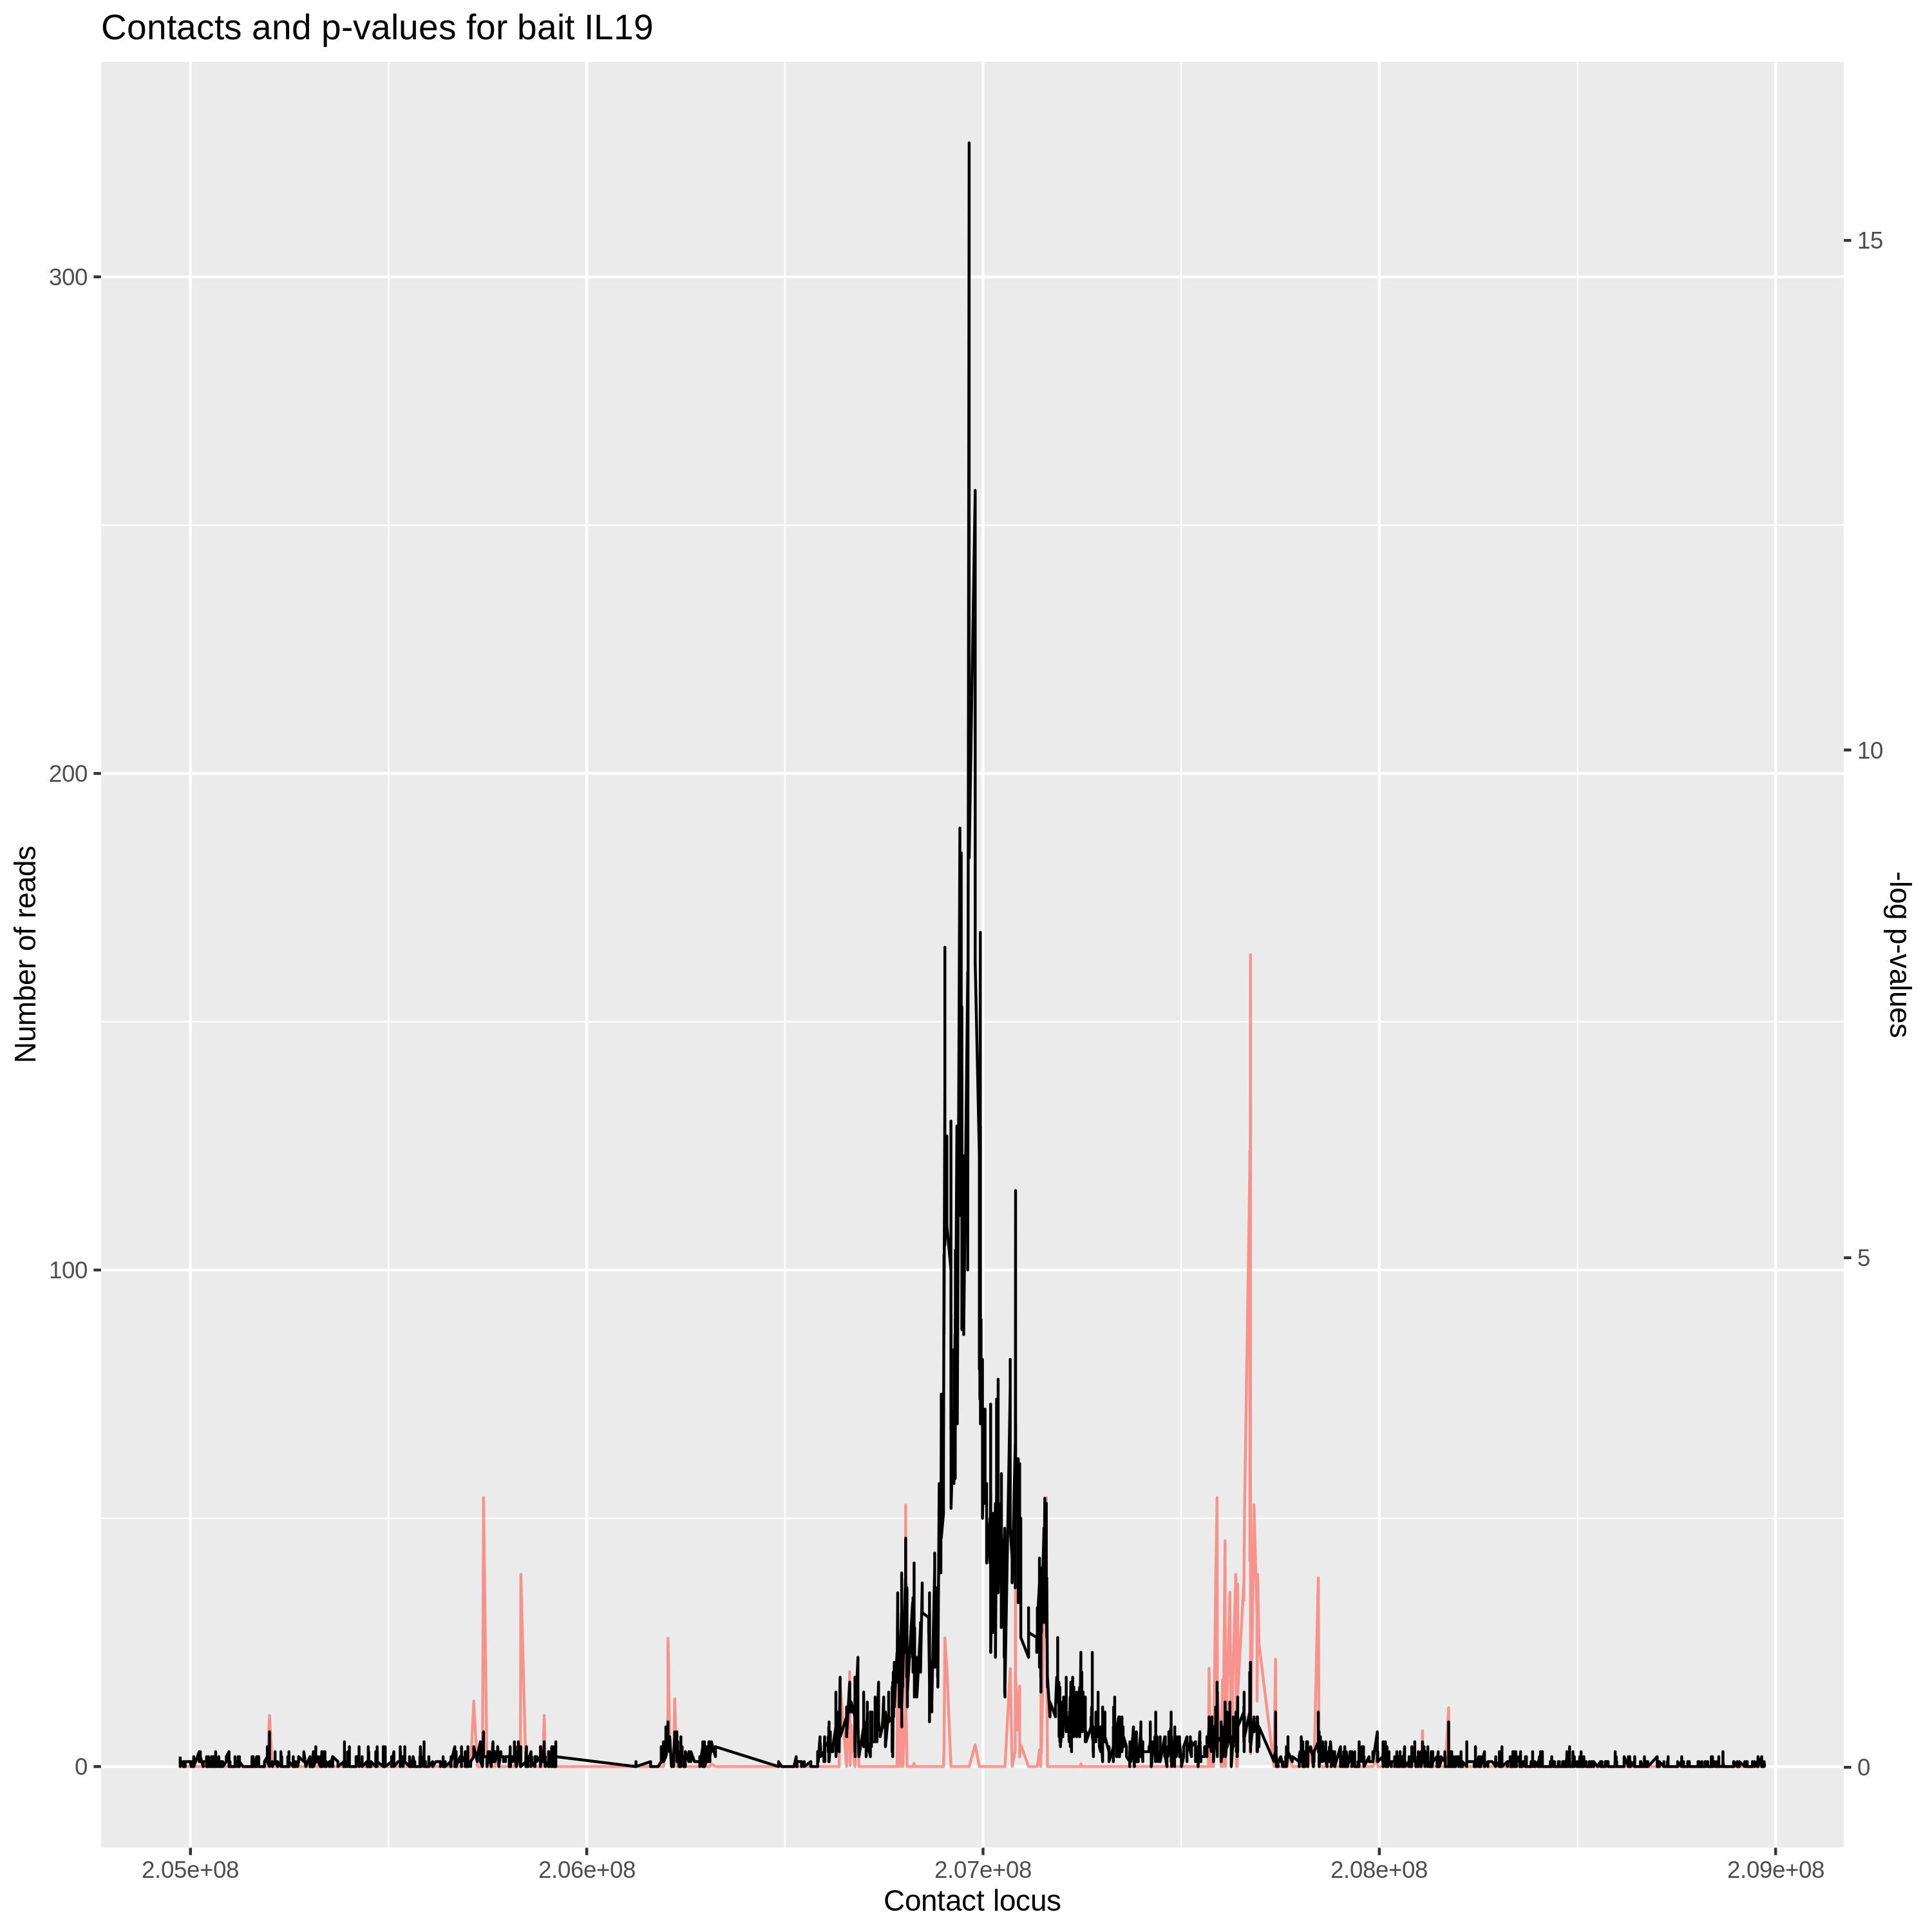 Contacts and p-values for bait IL19
300
200
100
0
Number of reads
15
10
5
0
-log p-values
2.05e+08
2.06e+08
2.07e+08
2.08e+08
2.09e+08
Contact locus